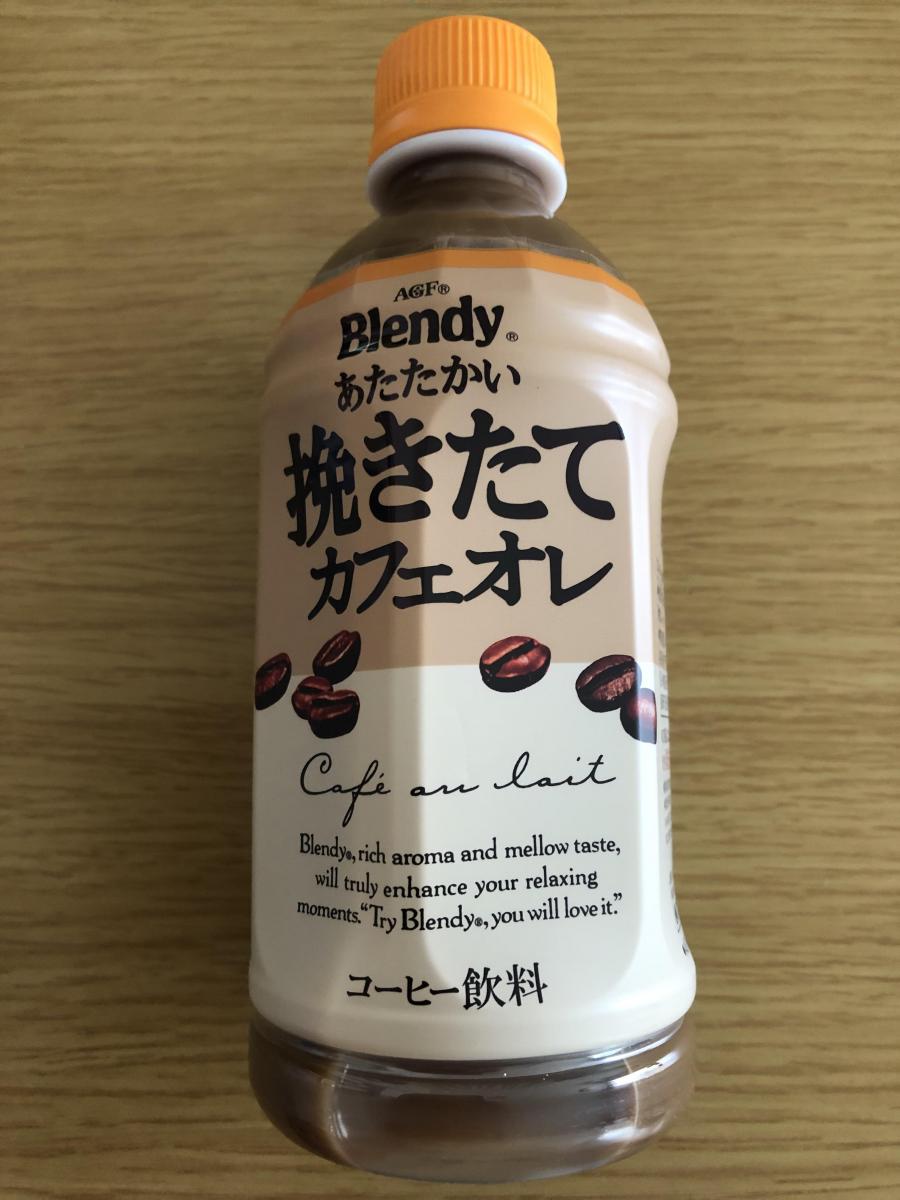 AGF®
Blendy®
あたたかい
挽きたて
カフェオレ
Café au lait
Blendy®, rich aroma and mellow taste,
will truly enhance your relaxing
moments. “Try Blendy®, you will love it.”
コーヒー飲料